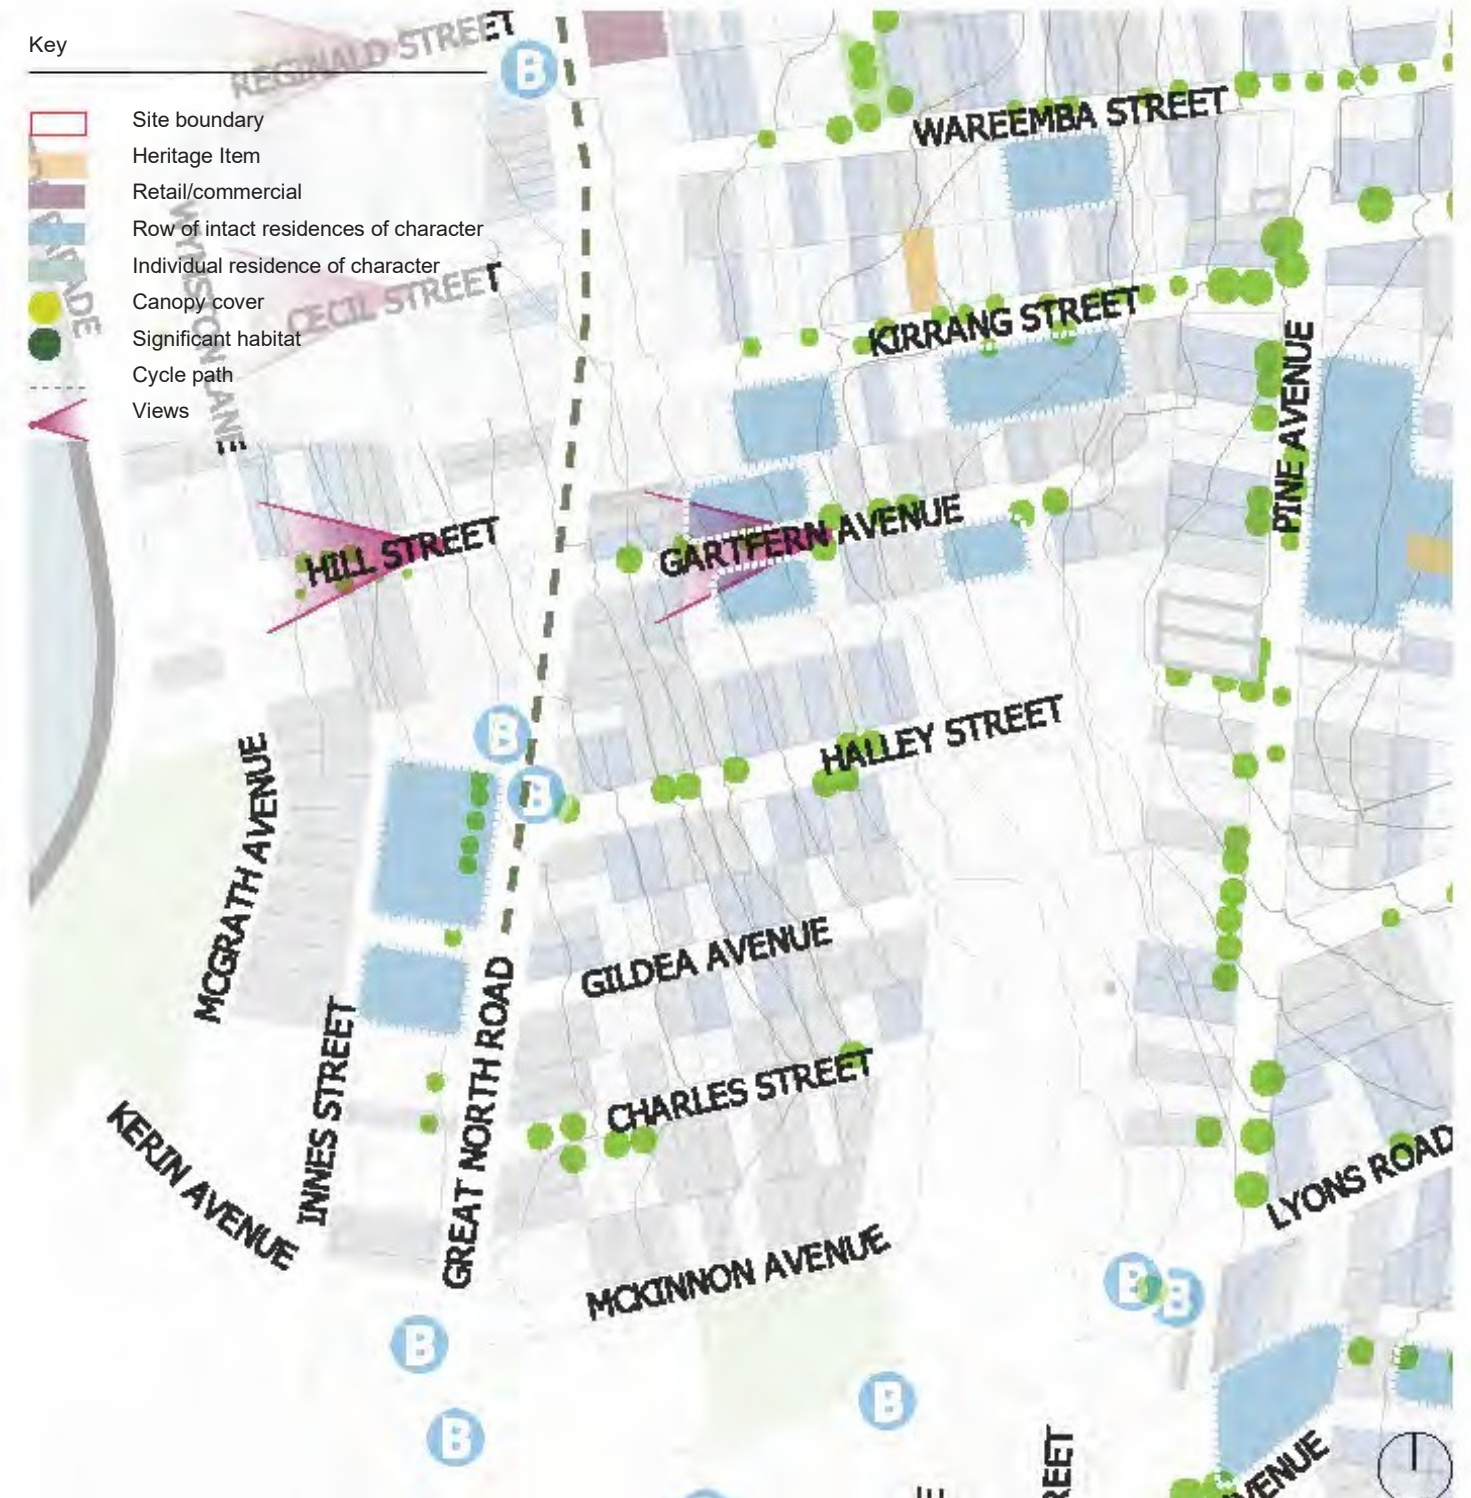 Key
Site boundary
Heritage Item
Retail/commercial
Row of intact residences of character
Individual residence of character
Canopy cover
Significant habitat
Cycle path
Views
REGINALD STREET
B
WAREEMBA STREET
WYMSTON LANE
CECIL STREET
KIRRANG STREET
PINE AVENUE
HILL STREET
GARTFERN AVENUE
B
B
HALLEY STREET
MCGRATH AVENUE
GILDEA AVENUE
GREAT NORTH ROAD
INNES STREET
CHARLES STREET
KERIN AVENUE
LYONS ROAD
MCKINNON AVENUE
B
B
B
B
B